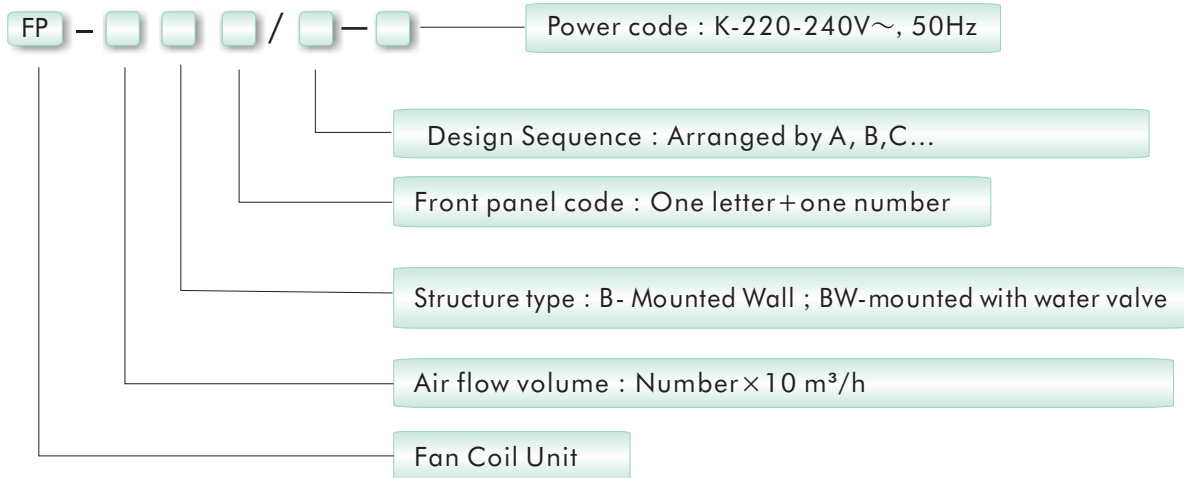 FP - / — Power code : K-220-240V～, 50Hz
Design Sequence : Arranged by A, B,C...
Front panel code : One letter+one number
Structure type : B- Mounted Wall ; BW-mounted with water valve
Air flow volume : Number×10 m³/h
Fan Coil Unit